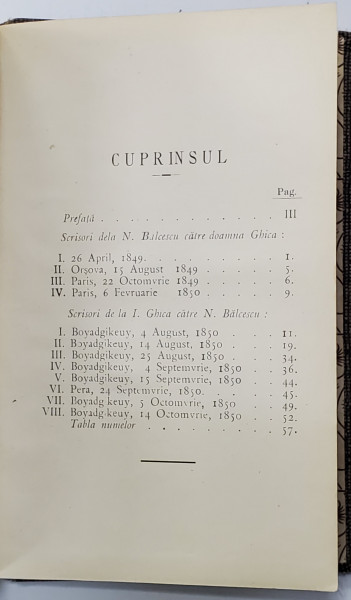 CUPRINSUL
Pag.
Prefață . . . . . . . . . . . . III
Scrisori dela N. Bălcescu către doamna Ghica :
I. 26 April, 1849. . . . . . . . 1.
II. Orșova, 15 August 1849 . . . . 5.
III. Paris, 22 Octomvrie 1849 . . . . 6.
IV. Paris, 6 Fevruarie 1850 . . . . 9.
Scrisori de la I. Ghica către N. Bălcescu :
I. Boyadgikeuy, 4 August, 1850 . . . 11.
II. Boyadgikeuy, 14 August, 1850 . . . 19.
III. Boyadgikeuy, 25 August, 1850 . . . 34.
IV. Boyadgikeuy, 4 Septemvrie, 1850 . . 36.
V. Boyadgikeuy, 15 Septemvrie, 1850 . . 44.
VI. Pera, 24 Septemvrie, 1850. . . . 45.
VII. Boyadgikeuy, 5 Octomvrie, 1850 . . 49.
VIII. Boyadgikeuy, 14 Octomvrie, 1850 . . 52.
Tabla numelor . . . . . . . . . 57.